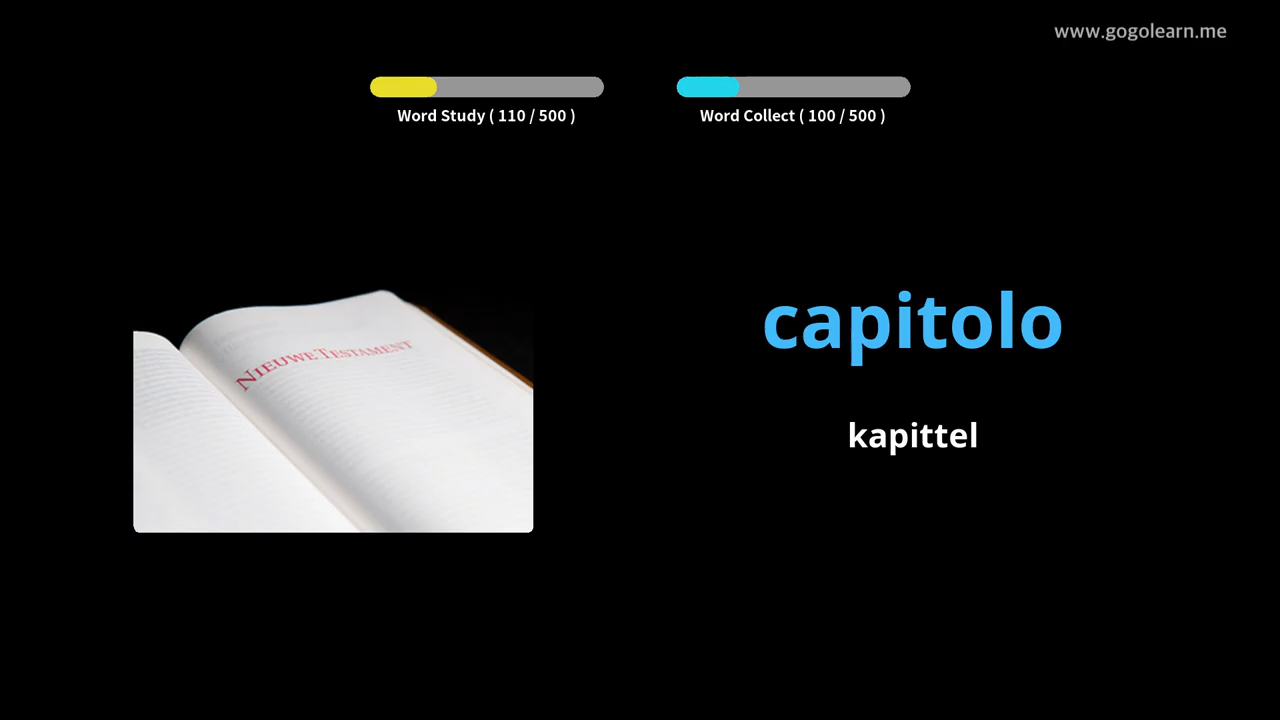 www.gogolearn.me
Word Study ( 110 / 500 )
Word Collect ( 100 / 500 )
NIEUWE TESTAMENT
capitolo
kapittel